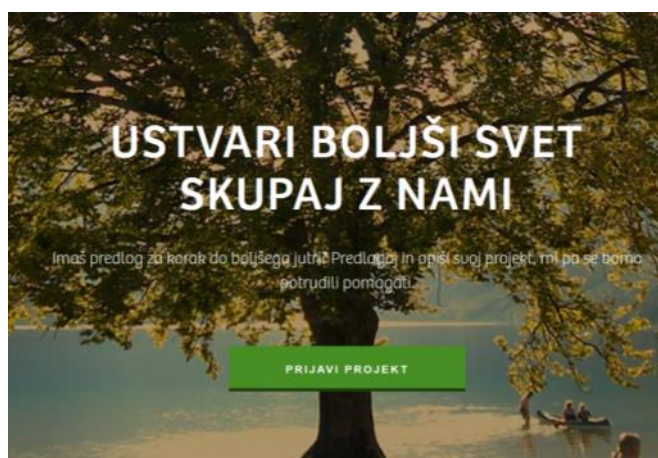 USTVARI BOLJŠI SVET
SKUPAJ Z NAMI
Imaš predlog za korak do boljšega jutri? Predlagaj in opiši svoj projekt, mi pa se bomo
potrudili pomagati.
PRIJAVI PROJEKT